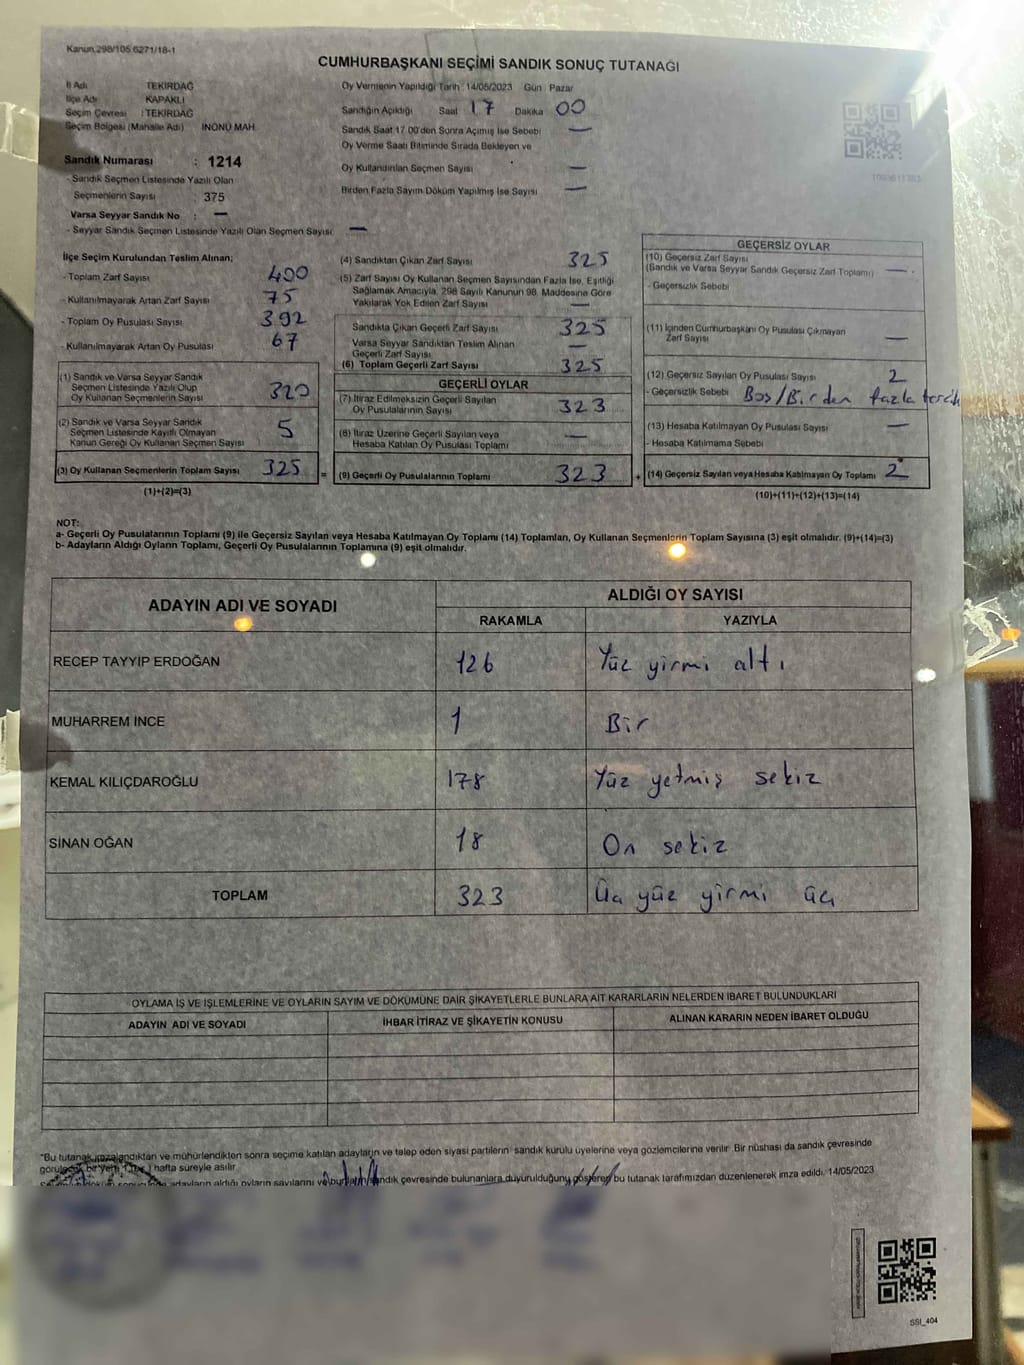 Kanun.298/105.6271/18-1
CUMHURBAŞKANI SEÇİMİ SANDIK SONUÇ TUTANAĞI
İl Adı TEKİRDAĞ
İlçe Adı KAPAKLI
Seçim Çevresi : TEKİRDAĞ
Seçim Bölgesi (Mahalle Adı) İNÖNÜ MAH.
Sandık Numarası : 1214
- Sandık Seçmen Listesinde Yazılı Olan
Seçmenlerin Sayısı 375
Varsa Seyyar Sandık No : —
- Seyyar Sandık Seçmen Listesinde Yazılı Olan Seçmen Sayısı: —
Oy Vermenin Yapıldığı Tarih : 14/05/2023 Gün Pazar
Sandığın Açıldığı Saat 17 Dakika 00
Sandık Saat 17.00'den Sonra Açılmış İse Sebebi —
Oy Verme Saati Bitiminde Sırada Bekleyen ve
Oy Kullandırılan Seçmen Sayısı —
Birden Fazla Sayım Döküm Yapılmış İse Sayısı —
İlçe Seçim Kurulundan Teslim Alınan;
- Toplam Zarf Sayısı 400
- Kullanılmayarak Artan Zarf Sayısı 75
- Toplam Oy Pusulası Sayısı 392
- Kullanılmayarak Artan Oy Pusulası 67
(1) Sandık ve Varsa Seyyar Sandık
Seçmen Listesinde Yazılı Olup
Oy Kullanan Seçmenlerin Sayısı 320
(2) Sandık ve Varsa Seyyar Sandık
Seçmen Listesinde Kayıtlı Olmayan
Kanun Gereği Oy Kullanan Seçmen Sayısı 5
(3) Oy Kullanan Seçmenlerin Toplam Sayısı 325 =
(1)+(2)=(3)
(4) Sandıktan Çıkan Zarf Sayısı 325
(5) Zarf Sayısı Oy Kullanan Seçmen Sayısından Fazla İse, Eşitliği
Sağlamak Amacıyla, 298 Sayılı Kanunun 98. Maddesine Göre
Yakılarak Yok Edilen Zarf Sayısı —
Sandıkta Çıkan Geçerli Zarf Sayısı 325
Varsa Seyyar Sandıktan Teslim Alınan
Geçerli Zarf Sayısı —
(6) Toplam Geçerli Zarf Sayısı 325
GEÇERLİ OYLAR
(7) İtiraz Edilmeksizin Geçerli Sayılan
Oy Pusulalarının Sayısı 323
(8) İtiraz Üzerine Geçerli Sayılan veya
Hesaba Katılan Oy Pusulası Toplamı —
(9) Geçerli Oy Pusulalarının Toplamı 323 +
GEÇERSİZ OYLAR
(10) Geçersiz Zarf Sayısı
(Sandık ve Varsa Seyyar Sandık Geçersiz Zarf Toplamı) —
- Geçersizlik Sebebi
(11) İçinden Cumhurbaşkanı Oy Pusulası Çıkmayan
Zarf Sayısı —
(12) Geçersiz Sayılan Oy Pusulası Sayısı 2
- Geçersizlik Sebebi Boş/Birden fazla tercih
(13) Hesaba Katılmayan Oy Pusulası Sayısı —
- Hesaba Katılmama Sebebi
(14) Geçersiz Sayılan veya Hesaba Katılmayan Oy Toplamı 2
(10)+(11)+(12)+(13)=(14)
NOT:
a- Geçerli Oy Pusulalarının Toplamı (9) ile Geçersiz Sayılan veya Hesaba Katılmayan Oy Toplamı (14) Toplamları, Oy Kullanan Seçmenlerin Toplam Sayısına (3) eşit olmalıdır. (9)+(14)=(3)
b- Adayların Aldığı Oyların Toplamı, Geçerli Oy Pusulalarının Toplamına (9) eşit olmalıdır.
ADAYIN ADI VE SOYADI ALDIĞI OY SAYISI
RAKAMLA YAZIYLA
RECEP TAYYİP ERDOĞAN 126 Yüz yirmi altı
MUHARREM İNCE 1 Bir
KEMAL KILIÇDAROĞLU 178 Yüz yetmiş sekiz
SİNAN OĞAN 18 On sekiz
TOPLAM 323 Üç yüz yirmi üç
OYLAMA İŞ VE İŞLEMLERİNE VE OYLARIN SAYIM VE DÖKÜMÜNE DAİR ŞİKAYETLERLE BUNLARA AİT KARARLARIN NELERDEN İBARET BULUNDUKLARI
ADAYIN ADI VE SOYADI İHBAR İTİRAZ VE ŞİKAYETİN KONUSU ALINAN KARARIN NEDEN İBARET OLDUĞU
"Bu tutanak imzalandıktan ve mühürlendikten sonra seçime katılan adayların ve talep eden siyasi partilerin sandık kurulu üyelerine veya gözlemcilerine verilir. Bir nüshası da sandık çevresinde
görülecek bir yere 1 (bir) hafta süreyle asılır.
adayların aldığı oyların sayılarını ve sandık çevresinde bulunanlara duyurulduğunu gösteren bu tutanak tarafımızdan düzenlenerek imza edildi. 14/05/2023
SSI_404